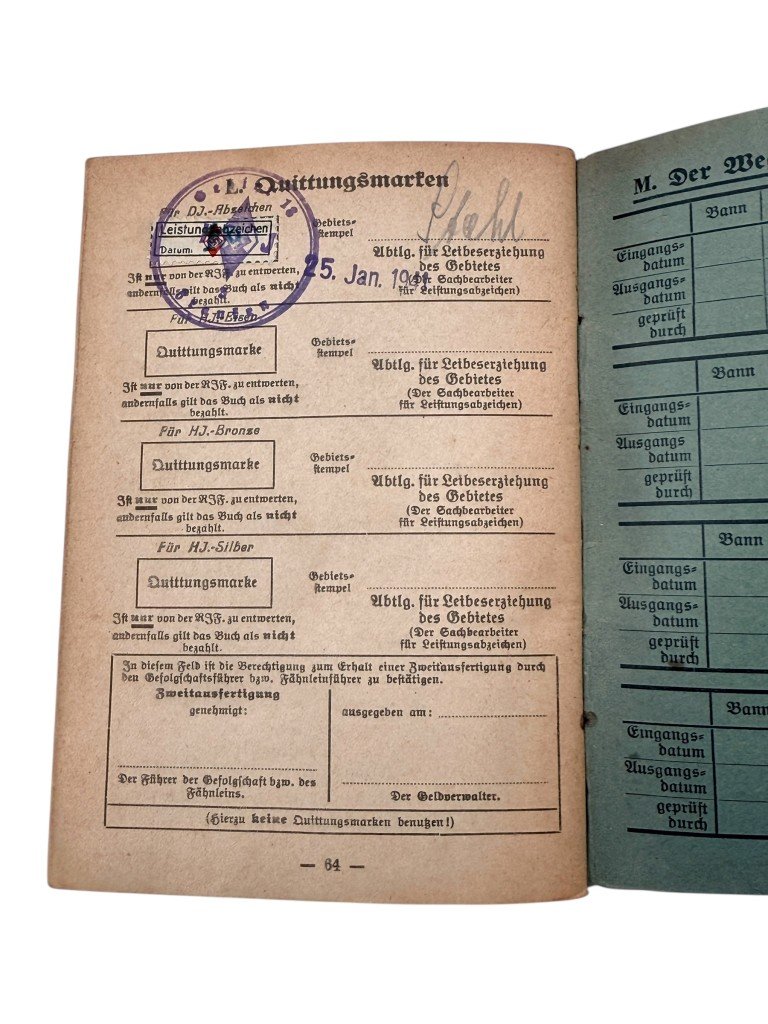 L. Quittungsmarken
Für DJ.-Abzeichen
Leistungsabzeichen
Datum:
Gebiets-
stempel
25. Jan. 1941
Abtlg. für Leibeserziehung
des Gebietes
(Der Sachbearbeiter
für Leistungsabzeichen)
Ist nur von der RJF. zu entwerten,
andernfalls gilt das Buch als nicht
bezahlt.
Für HJ.-Eisen
Quittungsmarke
Gebiets-
stempel
Abtlg. für Leibeserziehung
des Gebietes
(Der Sachbearbeiter
für Leistungsabzeichen)
Ist nur von der RJF. zu entwerten,
andernfalls gilt das Buch als nicht
bezahlt.
Für HJ.-Bronze
Quittungsmarke
Gebiets-
stempel
Abtlg. für Leibeserziehung
des Gebietes
(Der Sachbearbeiter
für Leistungsabzeichen)
Ist nur von der RJF. zu entwerten,
andernfalls gilt das Buch als nicht
bezahlt.
Für HJ.-Silber
Quittungsmarke
Gebiets-
stempel
Abtlg. für Leibeserziehung
des Gebietes
(Der Sachbearbeiter
für Leistungsabzeichen)
Ist nur von der RJF. zu entwerten,
andernfalls gilt das Buch als nicht
bezahlt.
In diesem Feld ist die Berechtigung zum Erhalt einer Zweitausfertigung durch
den Gefolgschaftsführer bzw. Fähnleinführer zu bestätigen.
Zweitausfertigung
genehmigt:
ausgegeben am:
Der Führer der Gefolgschaft bzw. des
Fähnleins.
Der Geldverwalter.
(Hierzu keine Quittungsmarken benutzen!)
— 64 —
M. Der
Bann
Eingangs-
datum
Ausgangs-
datum
geprüft
durch
Bann
Eingangs-
datum
Ausgangs
datum
geprüft
durch
Bann
Eingangs-
datum
Ausgangs-
datum
geprüft
durch
Bann
Eingangs-
datum
Ausgangs-
datum
geprüft
durch